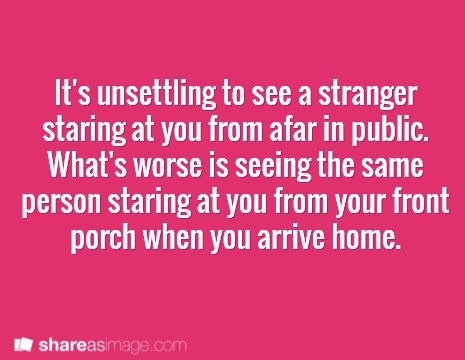 It's unsettling to see a stranger
staring at you from afar in public.
What's worse is seeing the same
person staring at you from your front
porch when you arrive home.
shareasimage.com